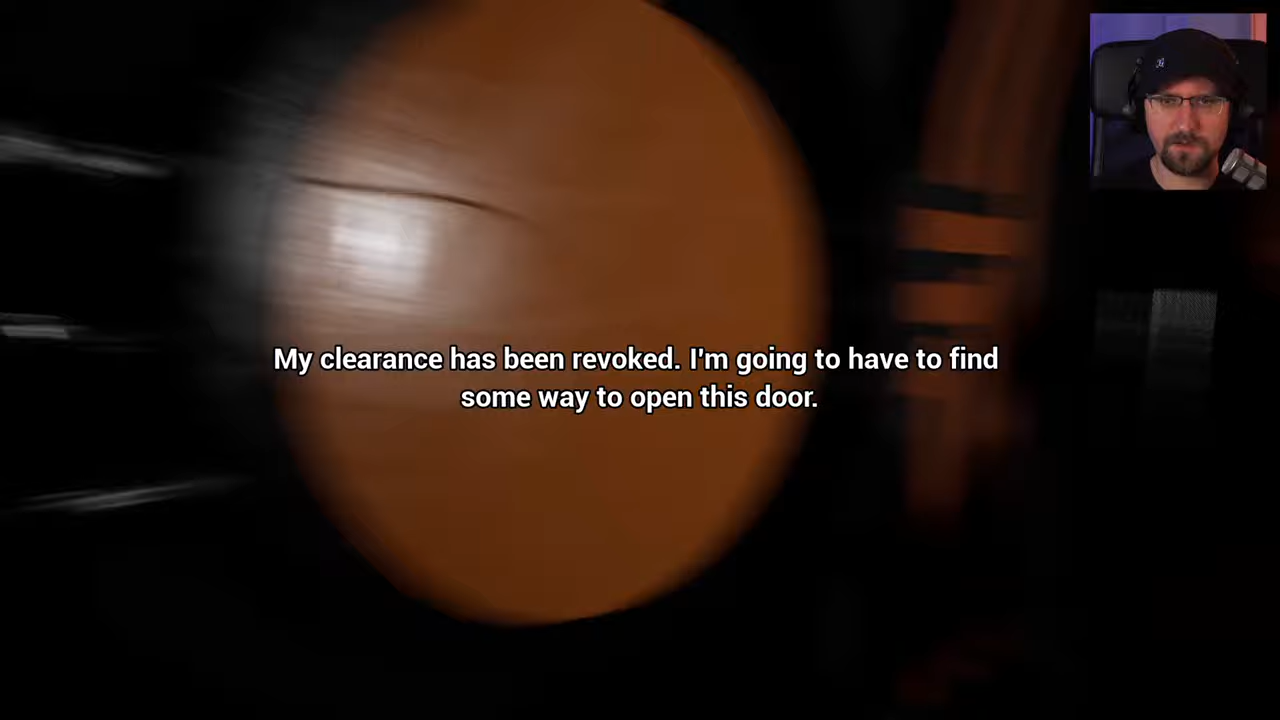 My clearance has been revoked. I'm going to have to find
some way to open this door.